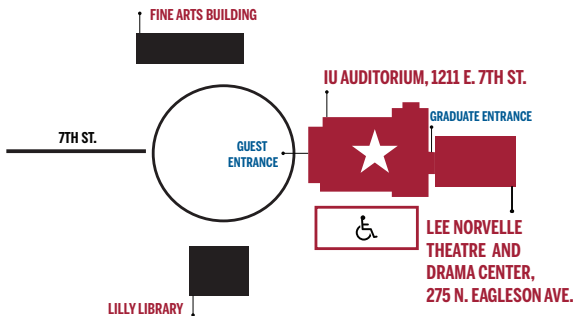 FINE ARTS BUILDING
IU AUDITORIUM, 1211 E. 7TH ST.
GRADUATE ENTRANCE
7TH ST.
GUEST
ENTRANCE
LEE NORVELLE
THEATRE AND
DRAMA CENTER,
275 N. EAGLESON AVE.
LILLY LIBRARY